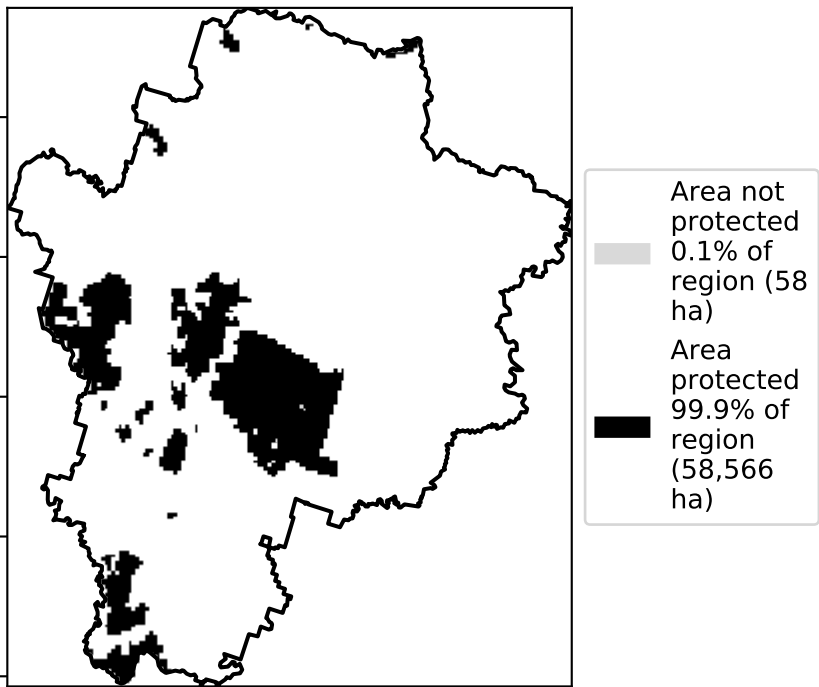 Area not
protected
0.1% of
region (58
ha)
Area
protected
99.9% of
region
(58,566
ha)